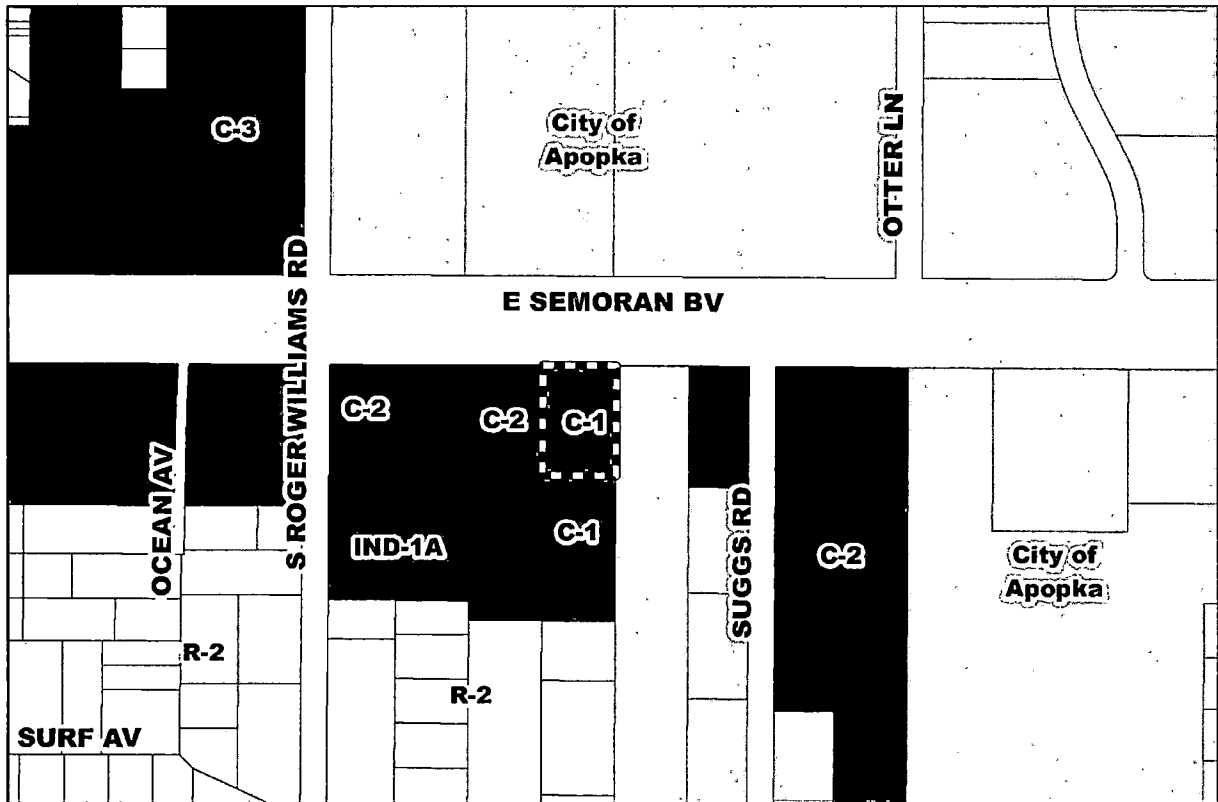 C-3
City of
Apopka
OTTER LN
S ROGER WILLIAMS RD
E SEMORAN BV
C-2
C-2
C-1
OCEAN AV
IND-1A
C-1
SUGGS RD
C-2
City of
Apopka
R-2
R-2
SURF AV